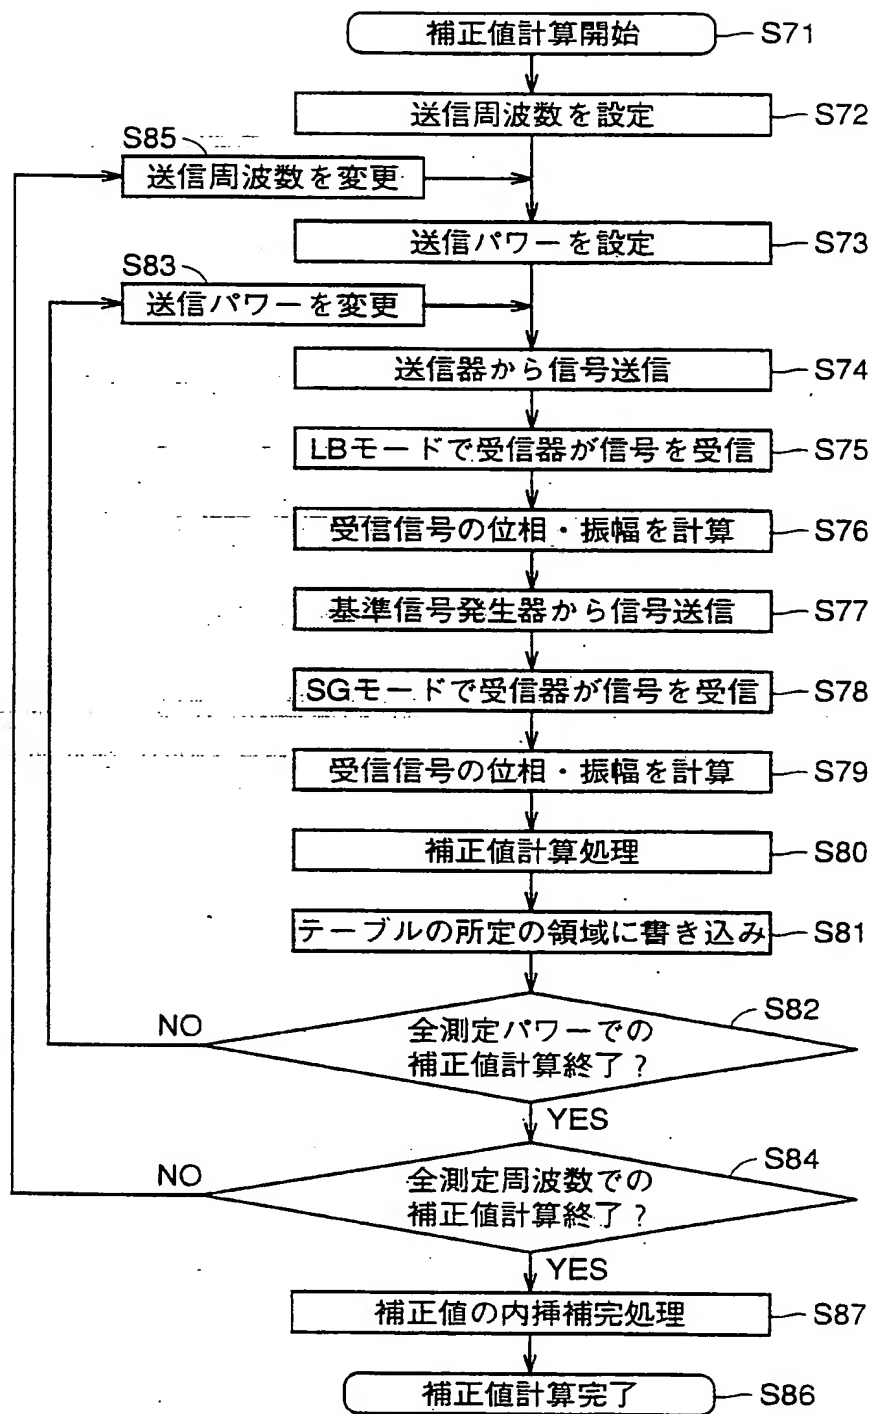 補正値計算開始 S71
送信周波数を設定 S72
S85
送信周波数を変更
送信パワーを設定 S73
S83
送信パワーを変更
送信器から信号送信 S74
LBモードで受信器が信号を受信 S75
受信信号の位相・振幅を計算 S76
基準信号発生器から信号送信 S77
SGモードで受信器が信号を受信 S78
受信信号の位相・振幅を計算 S79
補正値計算処理 S80
テーブルの所定の領域に書き込み S81
S82
NO
全測定パワーでの
補正値計算終了?
YES
S84
NO
全測定周波数での
補正値計算終了?
YES
補正値の内挿補完処理 S87
補正値計算完了 S86